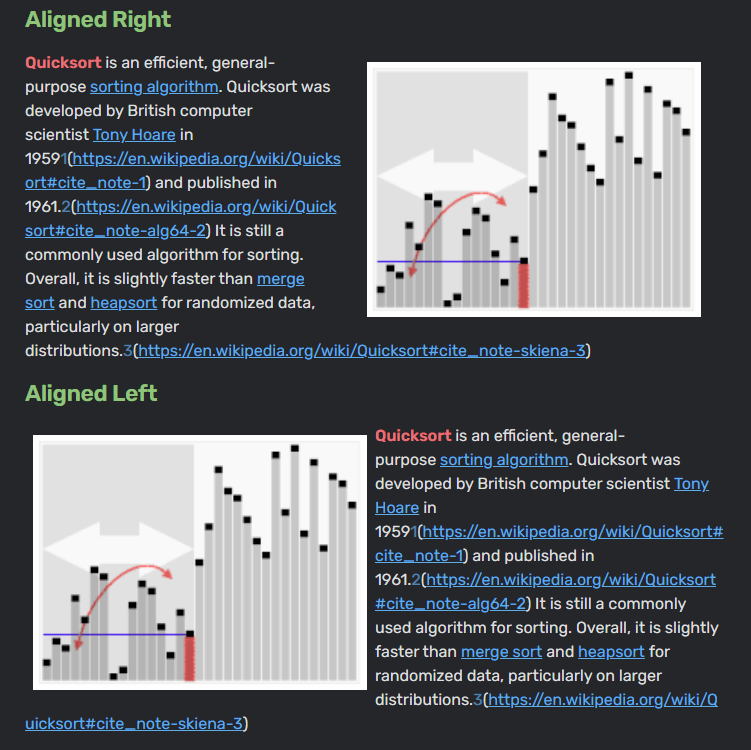 Aligned Right
Quicksort is an efficient, general-
purpose sorting algorithm. Quicksort was
developed by British computer
scientist Tony Hoare in
19591(https://en.wikipedia.org/wiki/Quicks
ort#cite_note-1) and published in
1961.2(https://en.wikipedia.org/wiki/Quick
sort#cite_note-alg64-2) It is still a
commonly used algorithm for sorting.
Overall, it is slightly faster than merge
sort and heapsort for randomized data,
particularly on larger
distributions.3(https://en.wikipedia.org/wiki/Quicksort#cite_note-skiena-3)
Aligned Left
Quicksort is an efficient, general-
purpose sorting algorithm. Quicksort was
developed by British computer scientist Tony
Hoare in
19591(https://en.wikipedia.org/wiki/Quicksort#
cite_note-1) and published in
1961.2(https://en.wikipedia.org/wiki/Quicksort
#cite_note-alg64-2) It is still a commonly
used algorithm for sorting. Overall, it is slightly
faster than merge sort and heapsort for
randomized data, particularly on larger
distributions.3(https://en.wikipedia.org/wiki/Q
uicksort#cite_note-skiena-3)